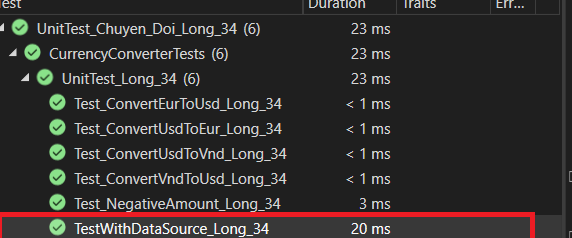 Test Duration Traits Err...
UnitTest_Chuyen_Doi_Long_34 (6) 23 ms
CurrencyConverterTests (6) 23 ms
UnitTest_Long_34 (6) 23 ms
Test_ConvertEurToUsd_Long_34 < 1 ms
Test_ConvertUsdToEur_Long_34 < 1 ms
Test_ConvertUsdToVnd_Long_34 < 1 ms
Test_ConvertVndToUsd_Long_34 < 1 ms
Test_NegativeAmount_Long_34 3 ms
TestWithDataSource_Long_34 20 ms